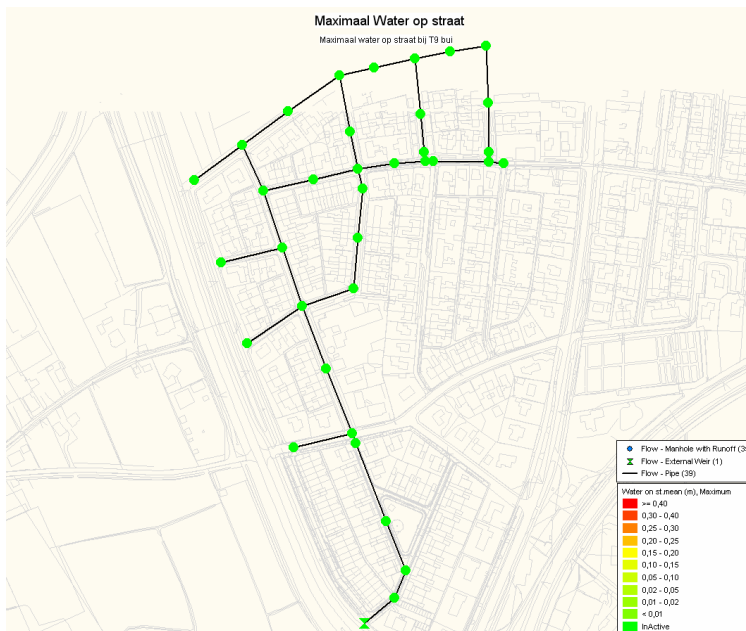 Maximaal Water op straat
Maximaal water op straat bij T9 bui
Flow - Manhole with Runoff
Flow - External Weir (1)
Flow - Pipe (39)
Water on st.mean (m), Maximum
>= 0,40
0,30 - 0,40
0,25 - 0,30
0,20 - 0,25
0,15 - 0,20
0,10 - 0,15
0,05 - 0,10
0,02 - 0,05
0,01 - 0,02
< 0,01
InActive